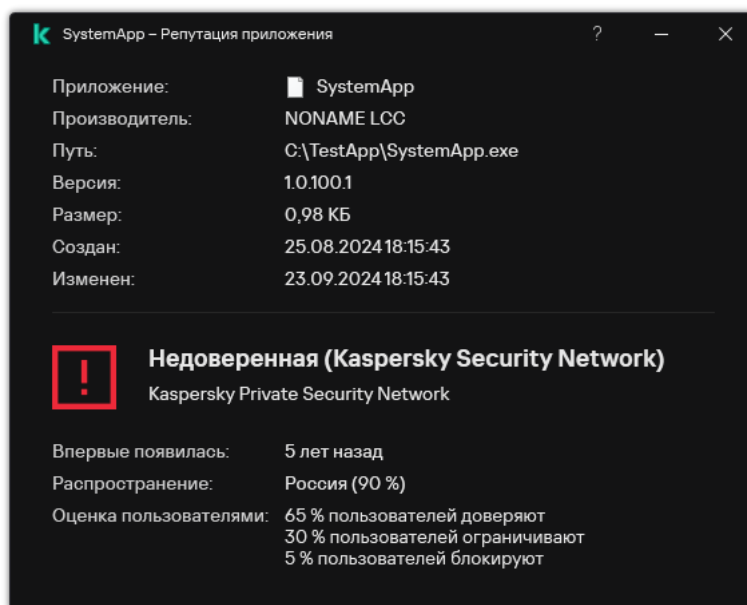 SystemApp – Репутация приложения ?
Приложение: SystemApp
Производитель: NONAME LCC
Путь: C:\TestApp\SystemApp.exe
Версия: 1.0.100.1
Размер: 0,98 КБ
Создан: 25.08.2024 18:15:43
Изменен: 23.09.2024 18:15:43
Недоверенная (Kaspersky Security Network)
Kaspersky Private Security Network
Впервые появилась: 5 лет назад
Распространение: Россия (90 %)
Оценка пользователями: 65 % пользователей доверяют
30 % пользователей ограничивают
5 % пользователей блокируют